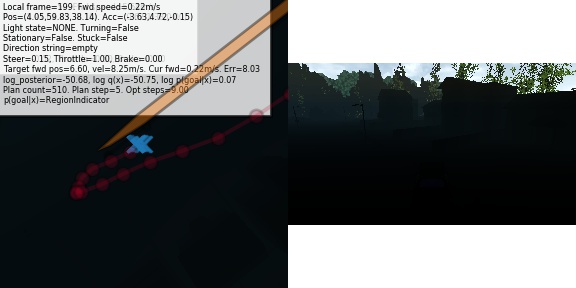 Local frame=199. Fwd speed=0.22m/s
Pos=(4.05,59.83,38.14). Acc=(-3.63,4.72,-0.15)
Light state=NONE. Turning=False
Stationary=False. Stuck=False
Direction string=empty
Steer=0.15, Throttle=1.00, Brake=0.00
Target fwd pos=6.60, vel=8.25m/s. Cur fwd=0.22m/s. Err=8.03
log_posterior=-50.68, log q(x)=-50.75, log p(goal|x)=0.07
Plan count=510. Plan step=5. Opt steps=9.00
p(goal|x)=RegionIndicator